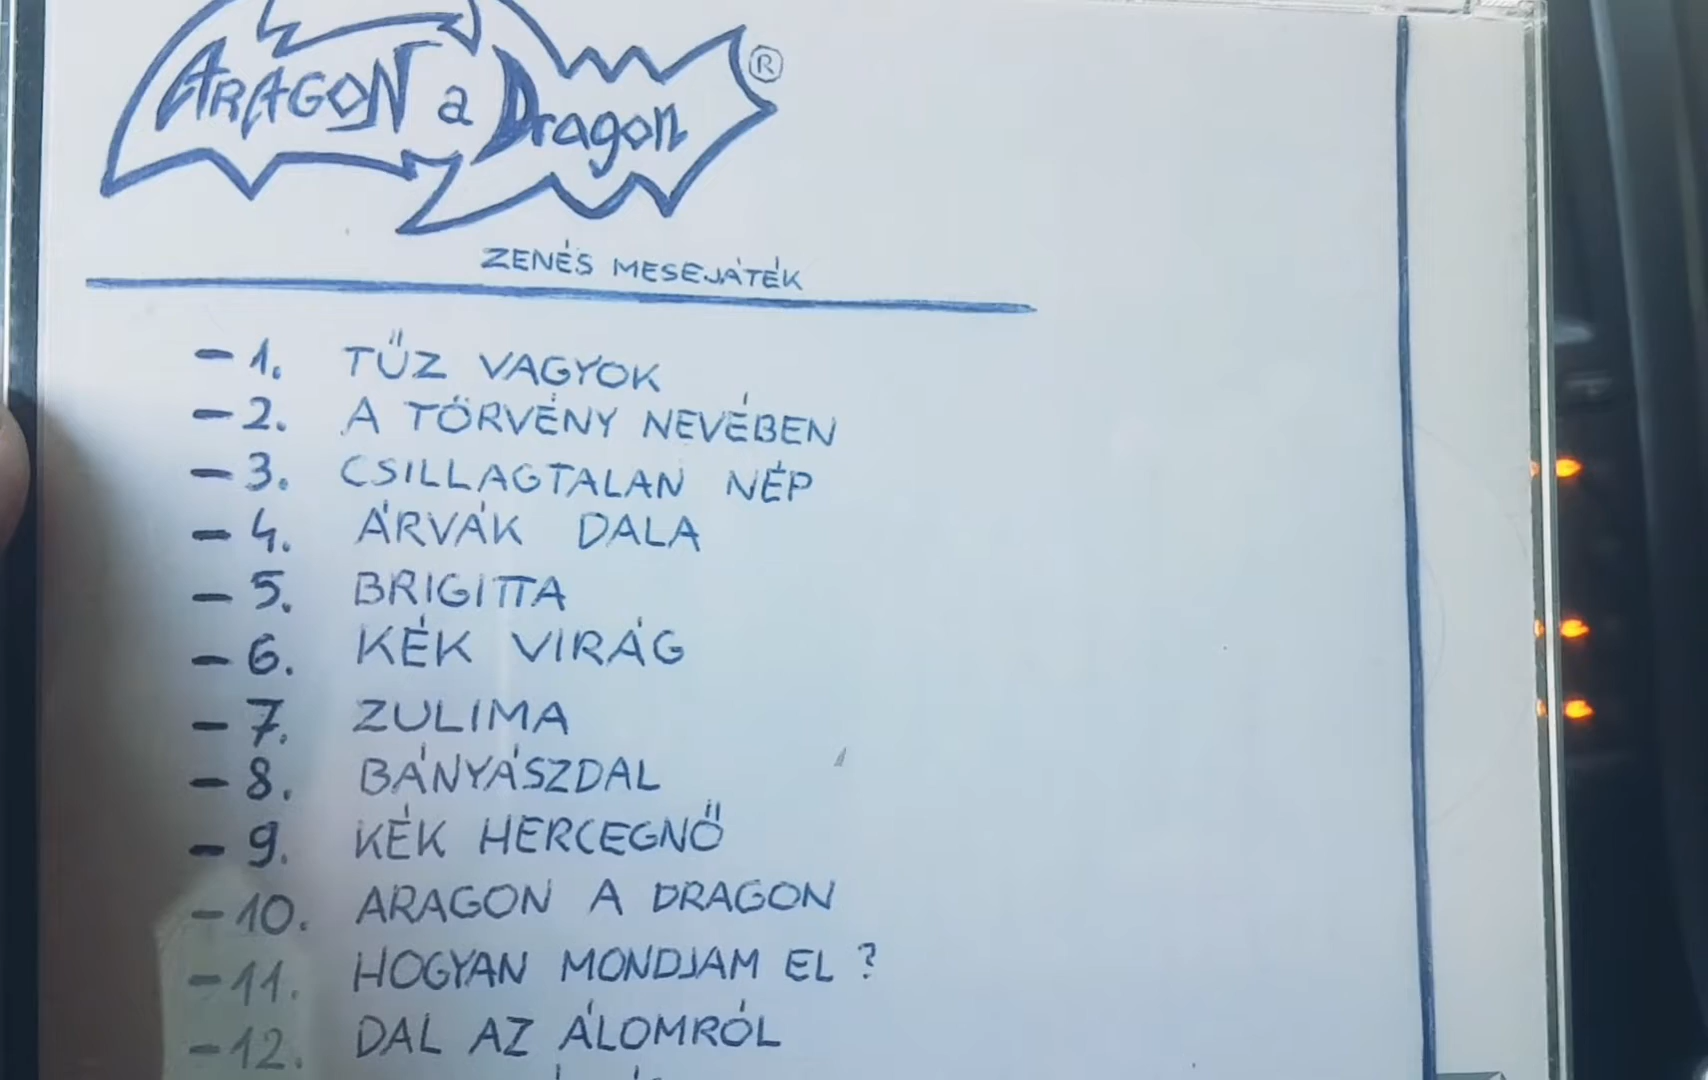 ARAGON a Dragon ®
ZENÉS MESEJÁTÉK
- 1. TŰZ VAGYOK
- 2. A TÖRVÉNY NEVÉBEN
- 3. CSILLAGTALAN NÉP
- 4. ÁRVÁK DALA
- 5. BRIGITTA
- 6. KÉK VIRÁG
- 7. ZULIMA
- 8. BÁNYÁSZDAL
- 9. KÉK HERCEGNŐ
- 10. ARAGON A DRAGON
- 11. HOGYAN MONDJAM EL ?
- 12. DAL AZ ÁLOMRÓL